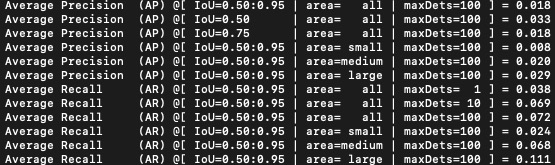 Average Precision  (AP) @[ IoU=0.50:0.95 | area=   all | maxDets=100 ] = 0.018
Average Precision  (AP) @[ IoU=0.50      | area=   all | maxDets=100 ] = 0.033
Average Precision  (AP) @[ IoU=0.75      | area=   all | maxDets=100 ] = 0.018
Average Precision  (AP) @[ IoU=0.50:0.95 | area= small | maxDets=100 ] = 0.008
Average Precision  (AP) @[ IoU=0.50:0.95 | area=medium | maxDets=100 ] = 0.020
Average Precision  (AP) @[ IoU=0.50:0.95 | area= large | maxDets=100 ] = 0.029
Average Recall     (AR) @[ IoU=0.50:0.95 | area=   all | maxDets=  1 ] = 0.038
Average Recall     (AR) @[ IoU=0.50:0.95 | area=   all | maxDets= 10 ] = 0.069
Average Recall     (AR) @[ IoU=0.50:0.95 | area=   all | maxDets=100 ] = 0.072
Average Recall     (AR) @[ IoU=0.50:0.95 | area= small | maxDets=100 ] = 0.024
Average Recall     (AR) @[ IoU=0.50:0.95 | area=medium | maxDets=100 ] = 0.068
Average Recall     (AR) @[ IoU=0.50:0.95 | area= large | maxDets=100 ] = 0.111